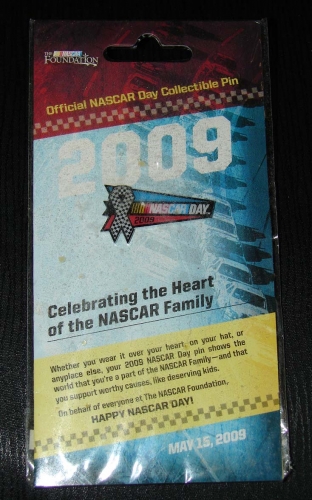 THE NASCAR
FOUNDATION
Official NASCAR Day Collectible Pin
2009
NASCAR DAY
2009
Celebrating the Heart
of the NASCAR Family
Whether you wear it over your heart, on your hat, or
anyplace else, your 2009 NASCAR Day pin shows the
world that you're a part of the NASCAR Family—and that
you support worthy causes, like deserving kids.
On behalf of everyone at The NASCAR Foundation,
HAPPY NASCAR DAY!
MAY 15, 2009